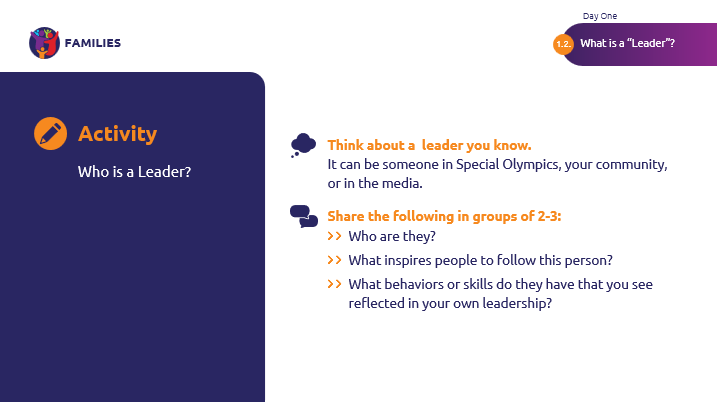 Day One
FAMILIES
1.2. What is a “Leader”?
Activity
Who is a Leader?
Think about a  leader you know.
It can be someone in Special Olympics, your community,
or in the media.
Share the following in groups of 2-3:
>> Who are they?
>> What inspires people to follow this person?
>> What behaviors or skills do they have that you see
reflected in your own leadership?